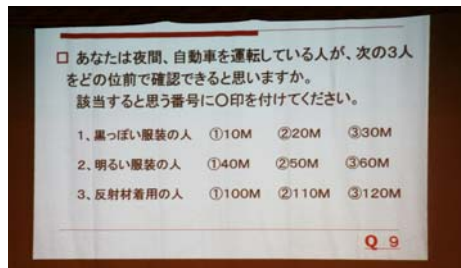 □ あなたは夜間、自動車を運転している人が、次の3人
をどの位前で確認できると思いますか。
該当すると思う番号に〇印を付けてください。
1、黒っぽい服装の人 ①10M ②20M ③30M
2、明るい服装の人 ①40M ②50M ③60M
3、反射材着用の人 ①100M ②110M ③120M
Q 9